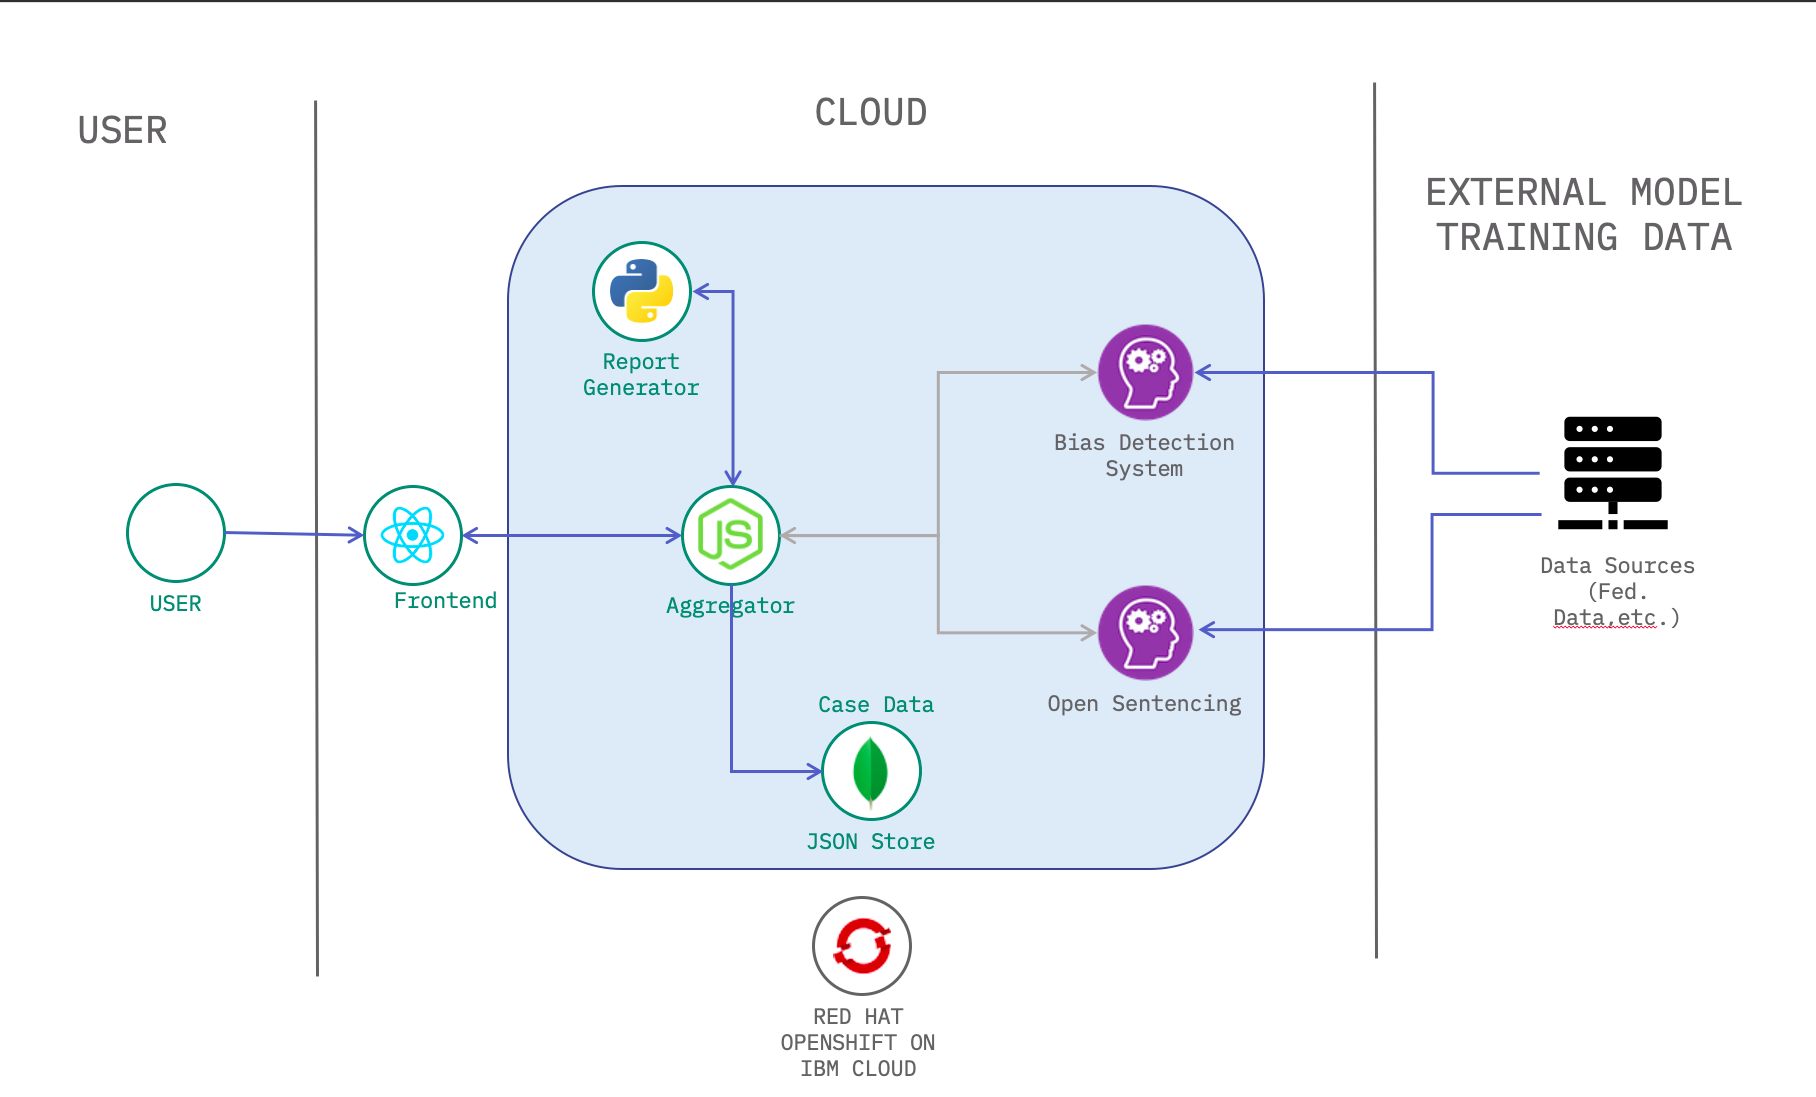 USER
CLOUD
EXTERNAL MODEL
TRAINING DATA
Report
Generator
Bias Detection
System
USER
Frontend
JS
Aggregator
Data Sources
(Fed.
Data,etc.)
Open Sentencing
Case Data
JSON Store
RED HAT
OPENSHIFT ON
IBM CLOUD